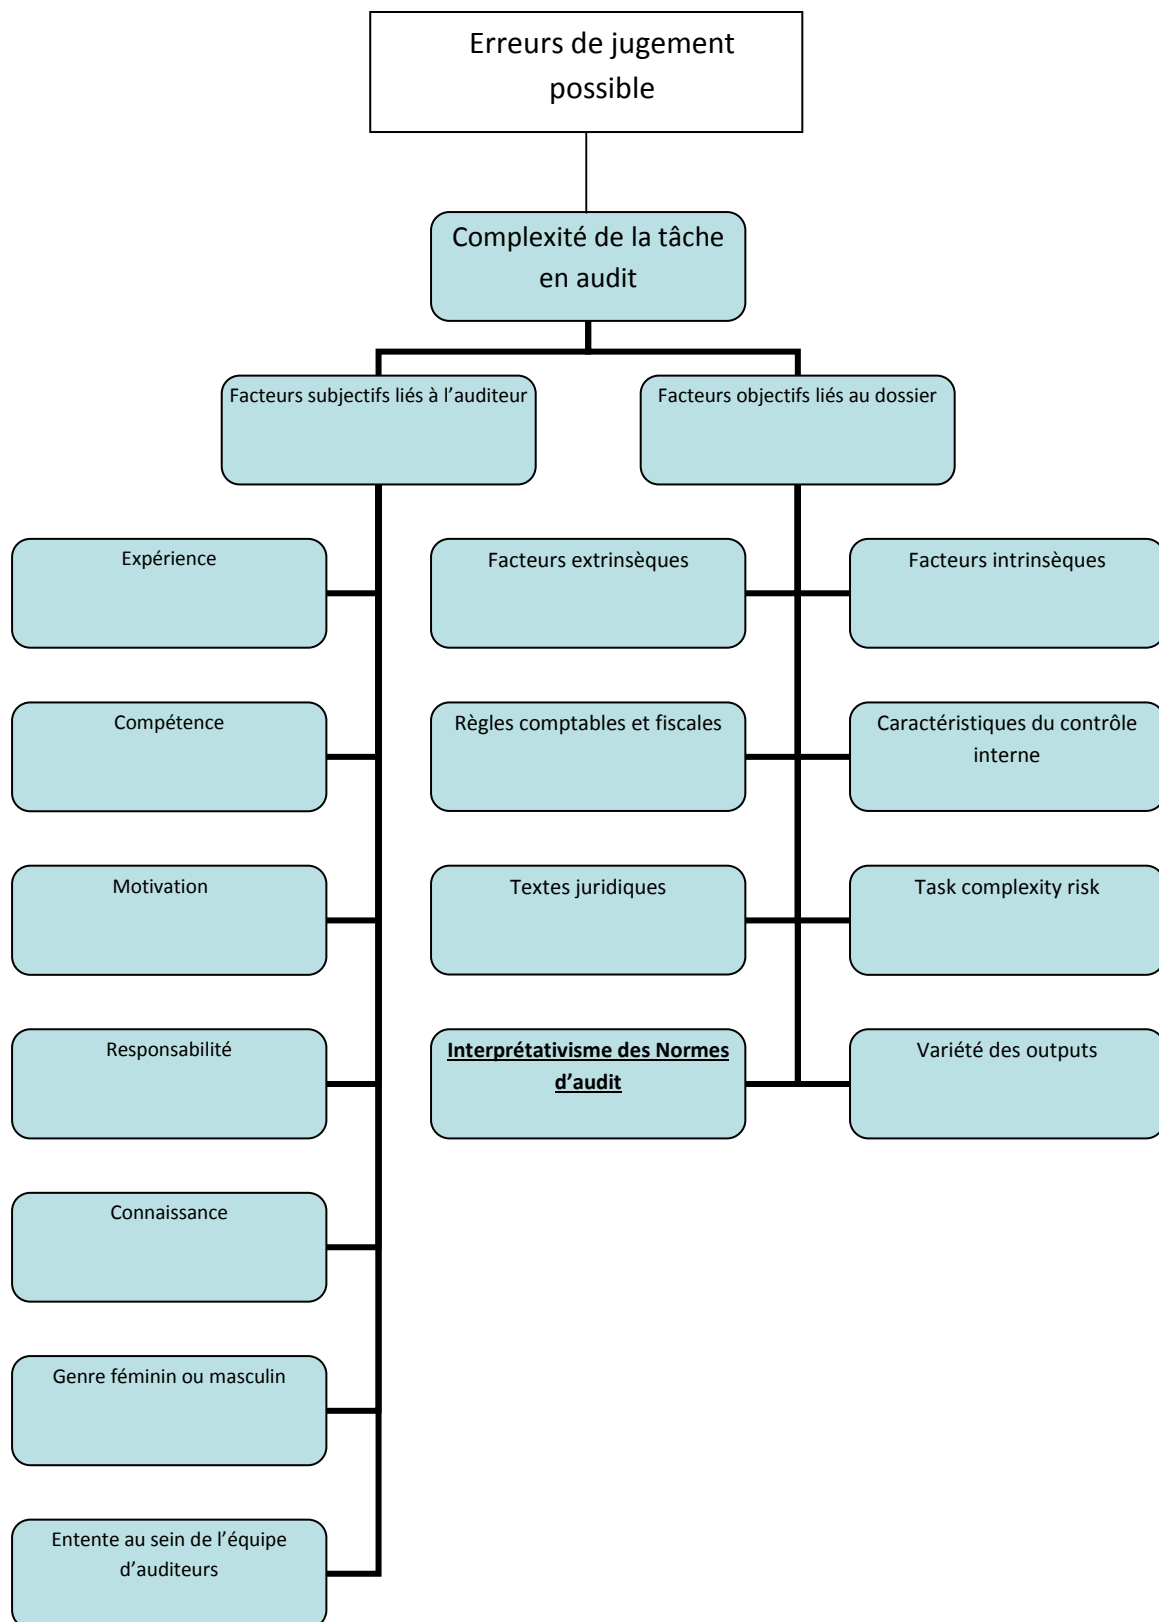 Erreurs de jugement
possible
Complexité de la tâche
en audit
Facteurs subjectifs liés à l’auditeur
Facteurs objectifs liés au dossier
Expérience
Facteurs extrinsèques
Facteurs intrinsèques
Compétence
Règles comptables et fiscales
Caractéristiques du contrôle
interne
Motivation
Textes juridiques
Task complexity risk
Responsabilité
Interprétativisme des Normes
d’audit
Variété des outputs
Connaissance
Genre féminin ou masculin
Entente au sein de l’équipe
d’auditeurs